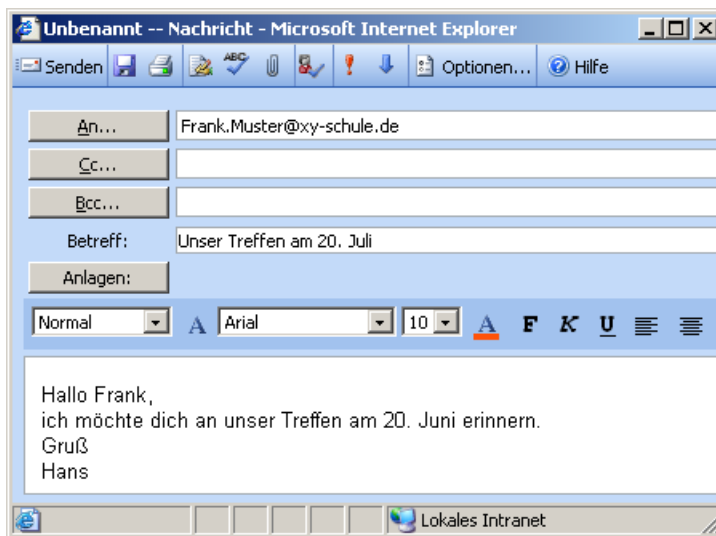 Unbenannt -- Nachricht - Microsoft Internet Explorer
Senden ABC Optionen... Hilfe
An... Frank.Muster@xy-schule.de
Cc...
Bcc...
Betreff: Unser Treffen am 20. Juli
Anlagen:
Normal A Arial 10 A F K U
Hallo Frank,
ich möchte dich an unser Treffen am 20. Juni erinnern.
Gruß
Hans
Lokales Intranet